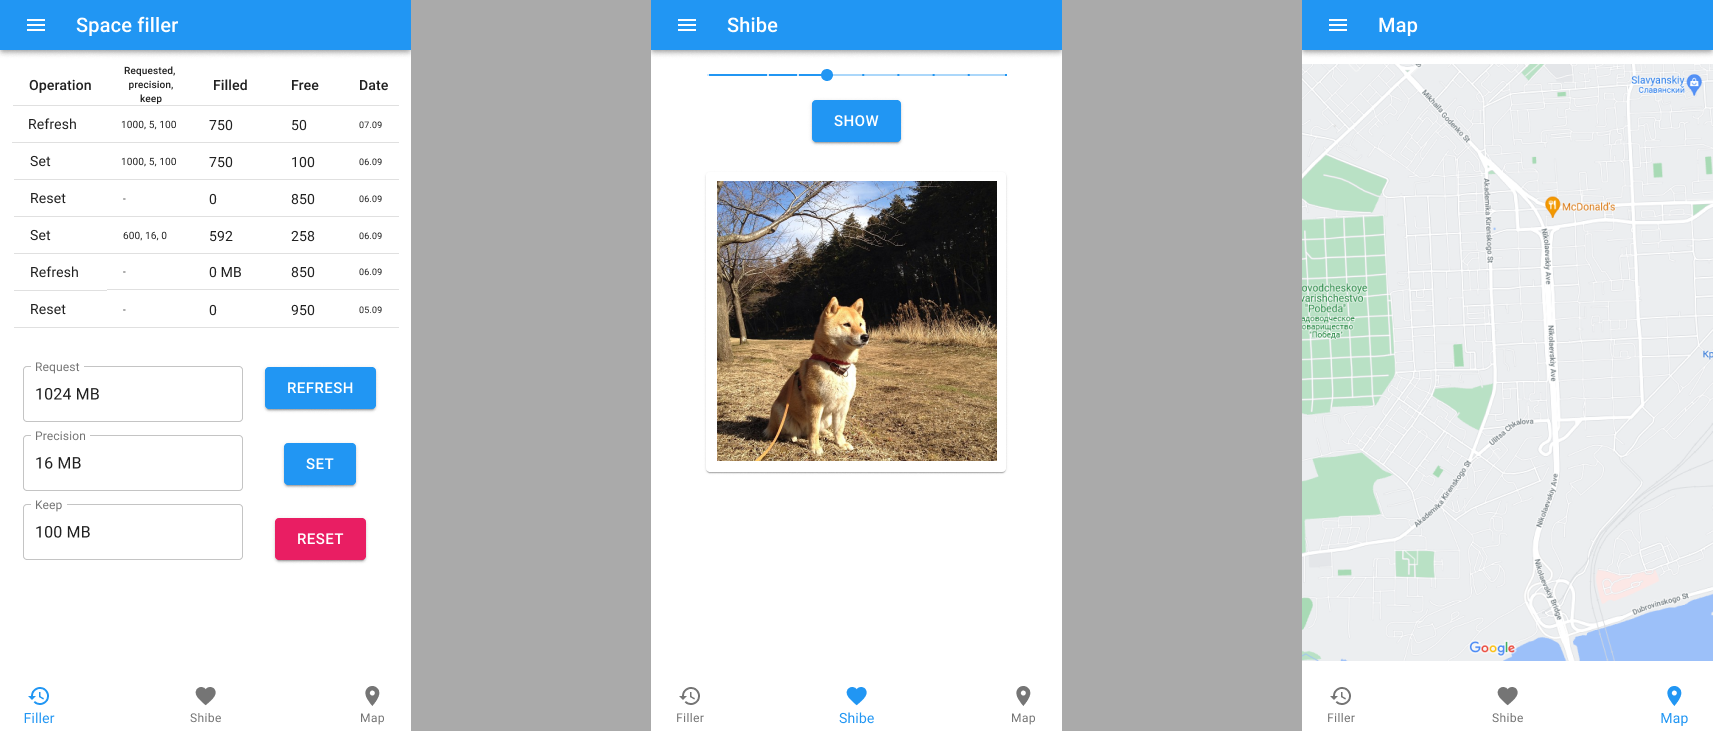 Space filler
Operation Requested, precision, keep Filled Free Date
Refresh 1000, 5, 100 750 50 07.09
Set 1000, 5, 100 750 100 06.09
Reset - 0 850 06.09
Set 600, 16, 0 592 258 06.09
Refresh - 0 MB 850 06.09
Reset - 0 950 05.09
Request
1024 MB
REFRESH
Precision
16 MB
SET
Keep
100 MB
RESET
Filler Shibe Map
Shibe
SHOW
Filler Shibe Map
Map
Slavyanskiy
Славянский
Mikhaila Godenko St
Akademika Kirenskogo St
McDonald's
Nikolaevskiy Ave
ovodcheskoye
varishchestvo
"Pobeda"
адоводческое
оварищество
"Победа"
Nikolaevskiy Ave
Кр
Ulitsa Chkalova
Akademika Kirenskogo St
Nikolaevskiy Ave
Nikolaevskiy Bridge
Dubrovinskogo St
Google
Filler Shibe Map